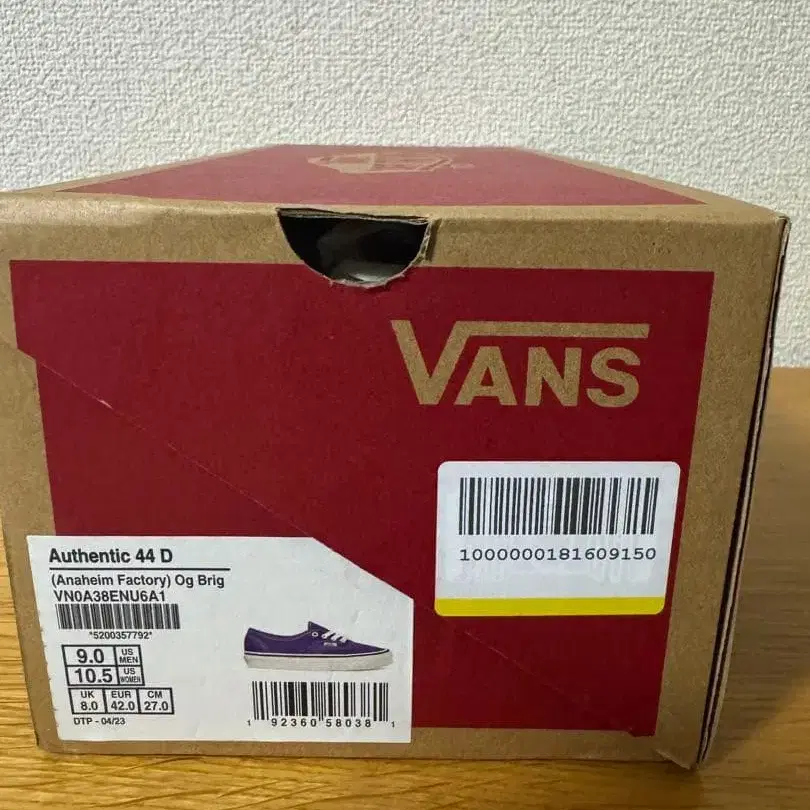 VANS
1000000181609150
Authentic 44 D
(Anaheim Factory) Og Brig
VN0A38ENU6A1
*5200357792*
9.0 US MEN
10.5 US WOMEN
UK EUR CM
8.0 42.0 27.0
DTP - 04/23
1 92360 58038 1